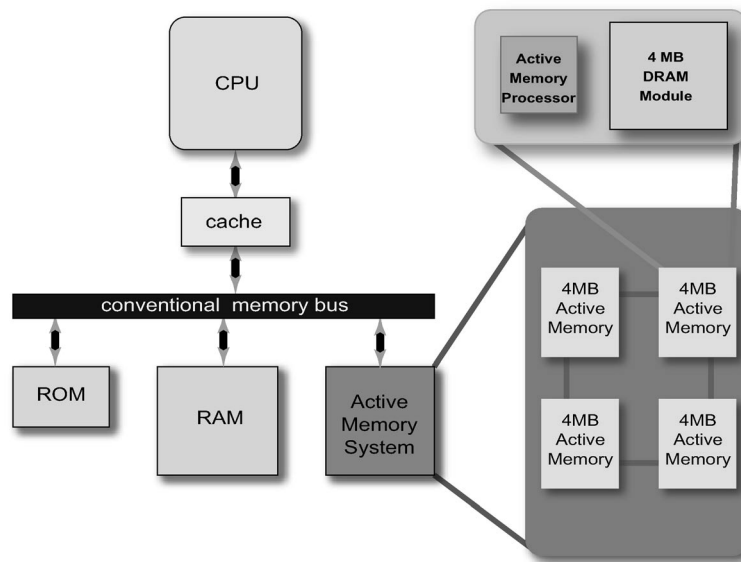 CPU
cache
conventional memory bus
ROM
RAM
Active
Memory
System
Active
Memory
Processor
4 MB
DRAM
Module
4MB
Active
Memory
4MB
Active
Memory
4MB
Active
Memory
4MB
Active
Memory